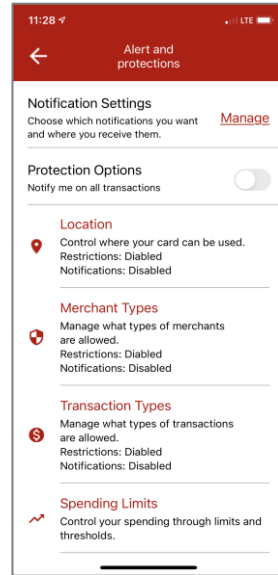 11:28
LTE
Alert and
protections
Notification Settings
Choose which notifications you want
and where you receive them.
Manage
Protection Options
Notify me on all transactions
Location
Control where your card can be used.
Restrictions: Diabled
Notifications: Disabled
Merchant Types
Manage what types of merchants
are allowed.
Restrictions: Diabled
Notifications: Disabled
Transaction Types
Manage what types of transactions
are allowed.
Restrictions: Diabled
Notifications: Disabled
Spending Limits
Control your spending through limits and
thresholds.